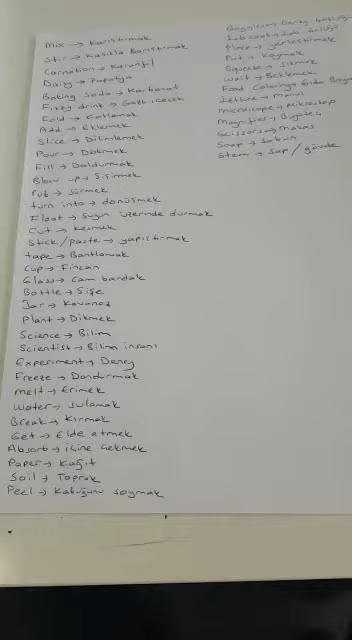 Mix → Karıştırmak
Stir → Kaşıkla Karıştırmak
Carnation → Karanfil
Daisy → Papatya
Baking Soda → Karbonat
Fizzy drink → Gazlı icecek
Fold → Katlamak
Add → Eklemek
Slice → Dilimlemek
Pour → Dökmek
Fill → Doldurmak
Blow up → Şişirmek
Rub → Sürmek
turn into → dönüşmek
Float → Suyun üzerinde durmak
Cut → kesmek
Stick/paste → yapıştırmak
tape → Bantlamak
Cup → Fincan
Glass → Cam bardak
Bottle → Şişe
Jar → Kavanoz
Plant → Dikmek
Science → Bilim
Scientist → Bilim insanı
Experiment → Deney
Freeze → Dondurmak
melt → Erimek
Water → Sulamak
Break → Kırmak
Get → Elde etmek
Absorb → içine Çekmek
Paper → Kağıt
Soil → Toprak
Peel → Kabuğunu soymak
Place → yerleştirmek
Put → Koymak
Squeeze → Sıkmak
Wait → Beklemek
Food Coloring → Gıda
Lettuce → Marul
microscope → Mikroskop
Magnifier → Büyüteç
Scissors → Makas
Soap → Sabun
Stem → Sap / gövde